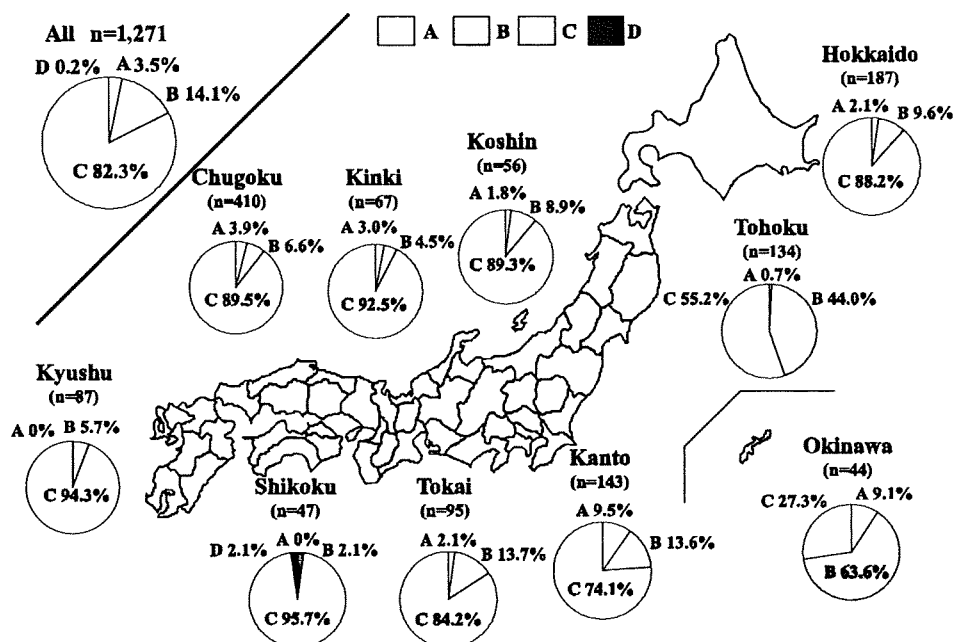 All n=1,271
D 0.2%
A 3.5%
B 14.1%
C 82.3%
A
B
C
D
Hokkaido
(n=187)
A 2.1%
B 9.6%
C 88.2%
Koshin
(n=56)
A 1.8%
B 8.9%
C 89.3%
Chugoku
(n=410)
A 3.9%
B 6.6%
C 89.5%
Kinki
(n=67)
A 3.0%
B 4.5%
C 92.5%
Tohoku
(n=134)
A 0.7%
C 55.2%
B 44.0%
Kyushu
(n=87)
A 0%
B 5.7%
C 94.3%
Shikoku
(n=47)
A 0%
D 2.1%
B 2.1%
C 95.7%
Tokai
(n=95)
A 2.1%
B 13.7%
C 84.2%
Kanto
(n=143)
A 9.5%
B 13.6%
C 74.1%
Okinawa
(n=44)
C 27.3%
A 9.1%
B 63.6%